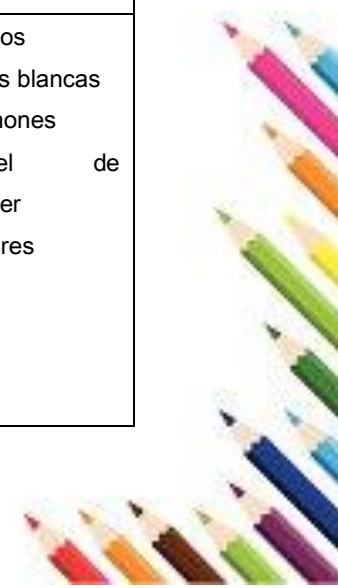 os
s blancas
nones
el de
er
res